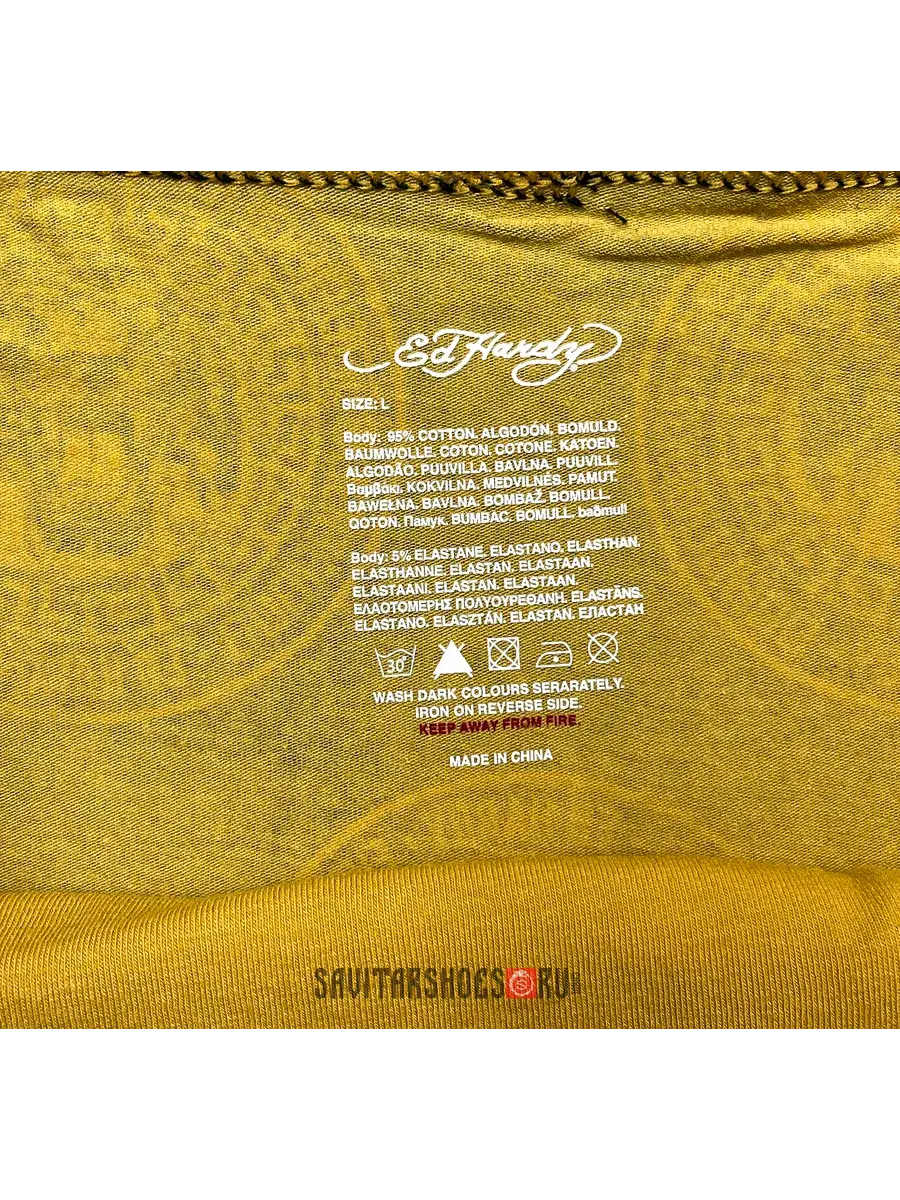 Ed Hardy
SIZE: L
Body: 95% COTTON. ALGODÓN. BOMULD.
BAUMWOLLE. COTON. COTONE. KATOEN.
ALGODÃO. PUUVILLA. BAVLNA. PUUVILL.
Βαμβάκι. KOKVILNA. MEDVILNĖS. PAMUT.
BAWEŁNA. BAVLNA. BOMBAŽ. BOMULL.
QOTON. Памук. BUMBAC. BOMULL. baðmull
Body: 5% ELASTANE. ELASTANO. ELASTHAN.
ELASTHANNE. ELASTAN. ELASTAAN.
ELASTAANI. ELASTAN. ELASTAAN.
ΕΛΑΟΤΟΜΕΡΗΣ ΠΟΛΥΟΥΡΕΘΑΝΗ. ELASTĀNS.
ELASTANO. ELASZTÁN. ELASTAN. ЕЛАСТАН
30°
WASH DARK COLOURS SERARATELY.
IRON ON REVERSE SIDE.
KEEP AWAY FROM FIRE.
MADE IN CHINA
SAVITARSHOES RU